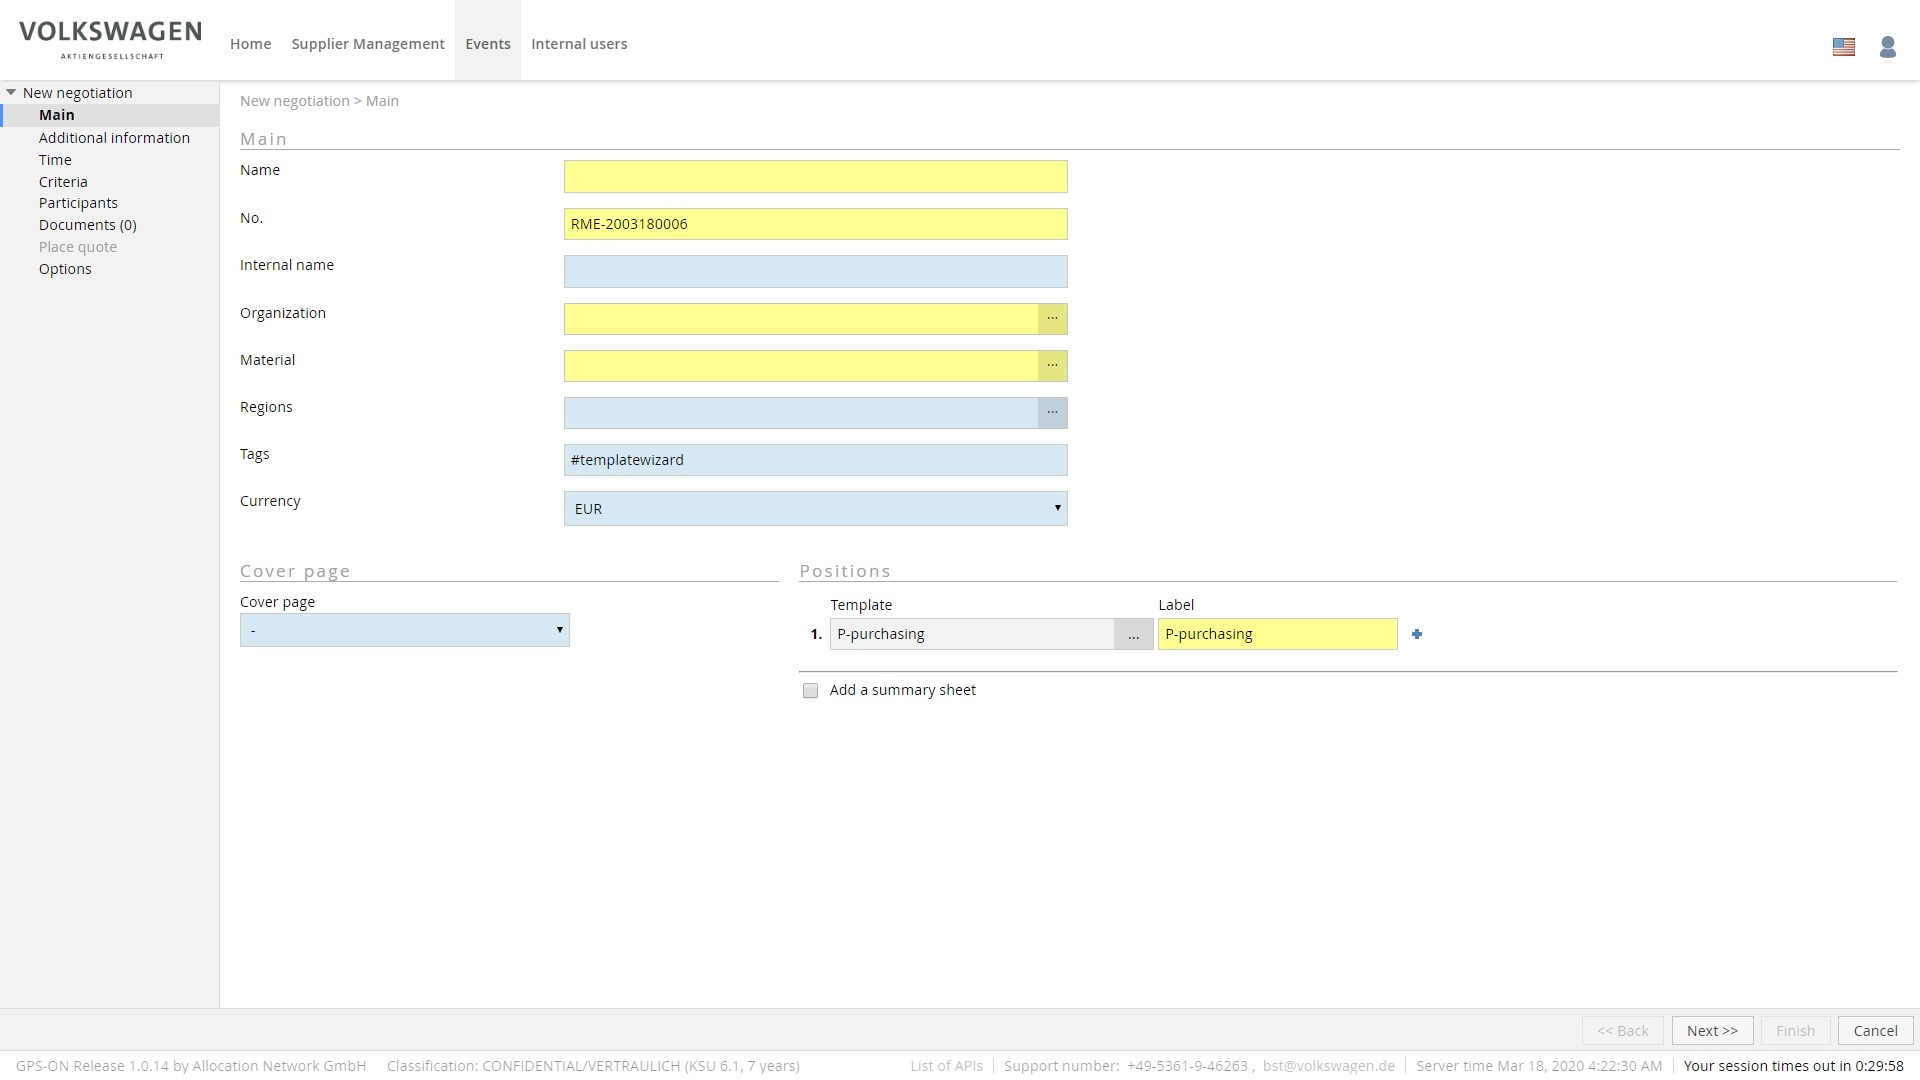 VOLKSWAGEN
AKTIENGESELLSCHAFT
Home Supplier Management Events Internal users
New negotiation
Main
Additional information
Time
Criteria
Participants
Documents (0)
Place quote
Options
New negotiation > Main
Main
Name
No. RME-2003180006
Internal name
Organization ...
Material ...
Regions ...
Tags #templatewizard
Currency EUR
Cover page
Cover page
-
Positions
Template Label
1. P-purchasing ... P-purchasing
Add a summary sheet
<< Back Next >> Finish Cancel
GPS-ON Release 1.0.14 by Allocation Network GmbH Classification: CONFIDENTIAL/VERTRAULICH (KSU 6.1, 7 years) List of APIs Support number: +49-5361-9-46263 , bst@volkswagen.de Server time Mar 18, 2020 4:22:30 AM Your session times out in 0:29:58